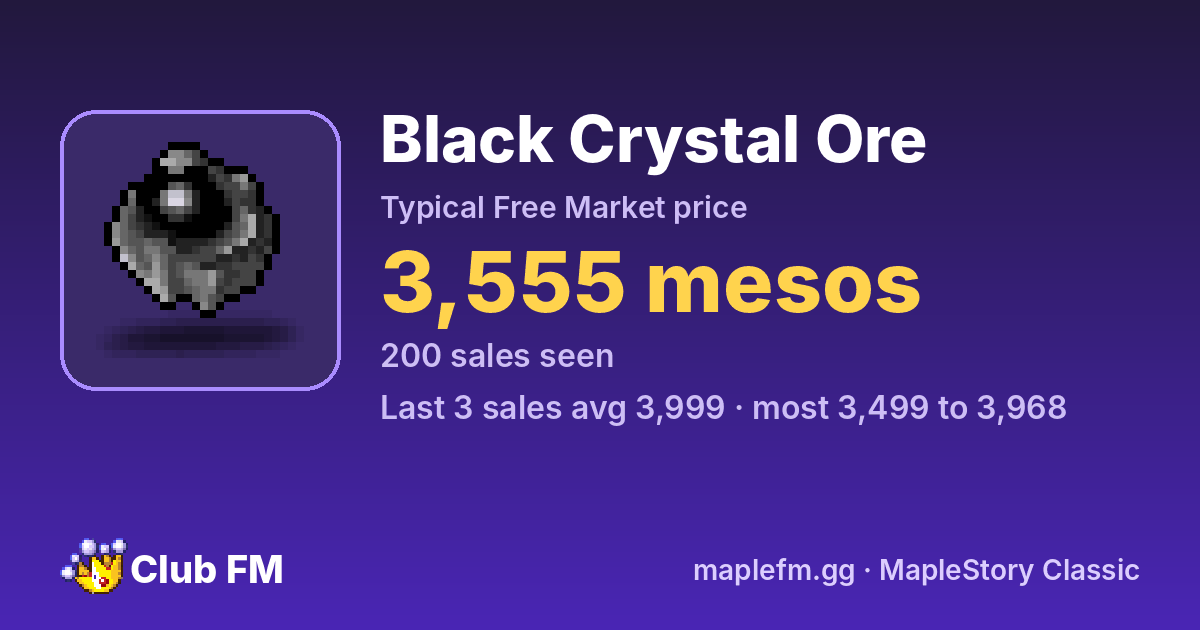 Black Crystal Ore
Typical Free Market price
3,555 mesos
200 sales seen
Last 3 sales avg 3,999 · most 3,499 to 3,968
Club FM
maplefm.gg · MapleStory Classic